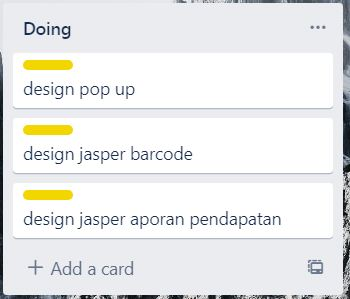 Doing
design pop up
design jasper barcode
design jasper aporan pendapatan
+ Add a card